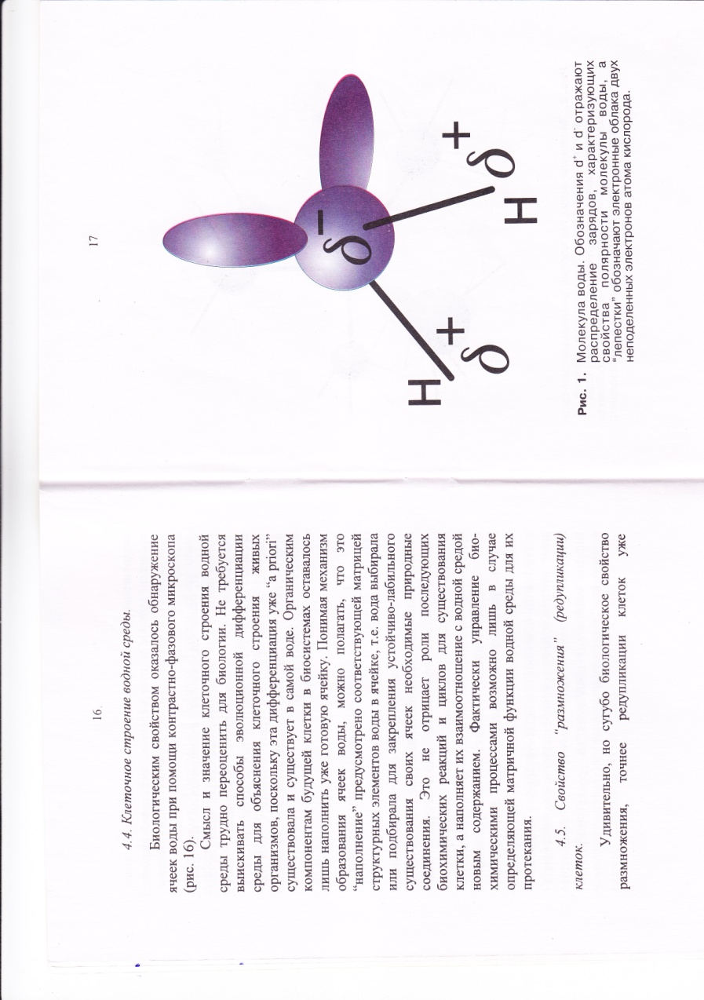 16
4.4. Клеточное строение водной среды.
Биологическим свойством оказалось обнаружение
ячеек воды при помощи контрастно-фазового микроскопа
(рис. 16).
Смысл и значение клеточного строения водной
среды трудно переоценить для биологии. Не требуется
выискивать способы эволюционной дифференциации
среды для объяснения клеточного строения живых
организмов, поскольку эта дифференциация уже “a priori”
существовала и существует в самой воде. Органическим
компонентам будущей клетки в биосистемах оставалось
лишь наполнить уже готовую ячейку. Понимая механизм
образования ячеек воды, можно полагать, что это
“наполнение” предусмотрено соответствующей матрицей
структурных элементов воды в ячейке, т.е. вода выбирала
или подбирала для закрепления устойчиво-лабильного
существования своих ячеек необходимые природные
соединения. Это не отрицает роли последующих
биохимических реакций и циклов для существования
клетки, а наполняет их взаимоотношение с водной средой
новым содержанием. Фактически управление био-
химическими процессами возможно лишь в случае
определяющей матричной функции водной среды для их
протекания.
4.5. Свойство “размножения” (редупликации)
клеток.
Удивительно, но сугубо биологическое свойство
размножения, точнее редупликации клеток уже
17
δ−
H
δ+
H
δ+
Рис. 1. Молекула воды. Обозначения d⁺ и d⁻ отражают
распределение зарядов, характеризующих
свойства полярности молекулы воды, а
“лепестки” обозначают электронные облака двух
неподеленных электронов атома кислорода.